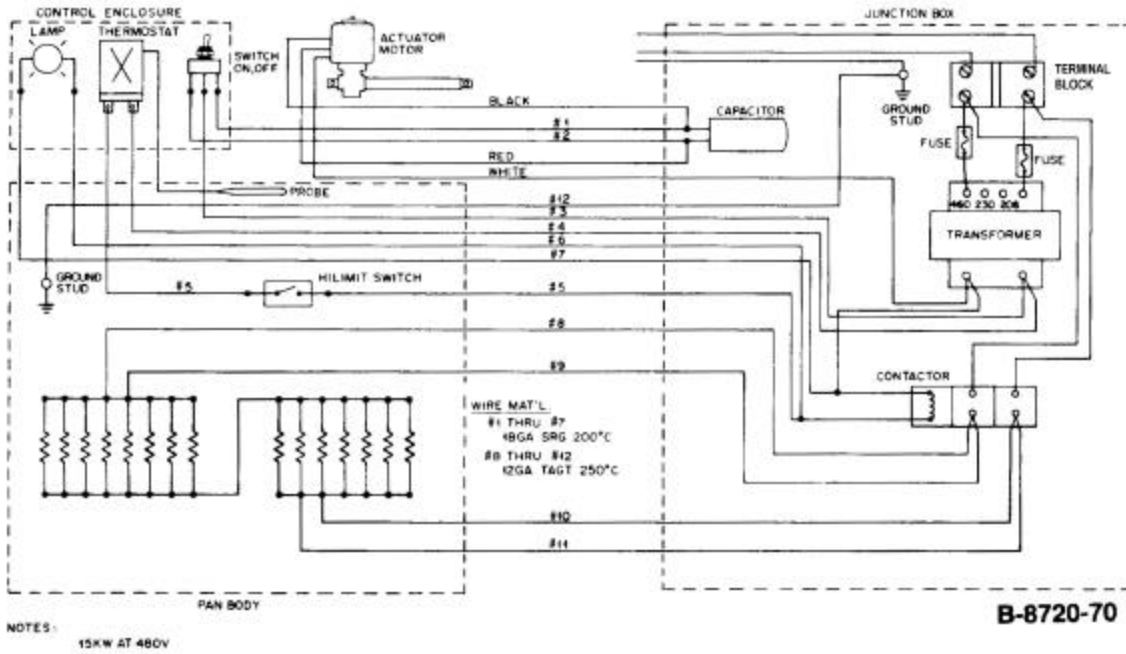 CONTROL ENCLOSURE
LAMP
THERMOSTAT
SWITCH
ON,OFF
ACTUATOR
MOTOR
JUNCTION BOX
TERMINAL
BLOCK
GROUND
STUD
CAPACITOR
BLACK
#1
#2
RED
WHITE
FUSE
FUSE
PROBE
#12
#3
#4
#6
#7
460 230 208
TRANSFORMER
GROUND
STUD
#5
HILIMIT SWITCH
#5
#8
#9
CONTACTOR
WIRE MAT'L
#1 THRU #7
18GA SRG 200°C
#8 THRU #12
12GA TAGT 250°C
#10
#11
PAN BODY
B-8720-70
NOTES:
15KW AT 480V